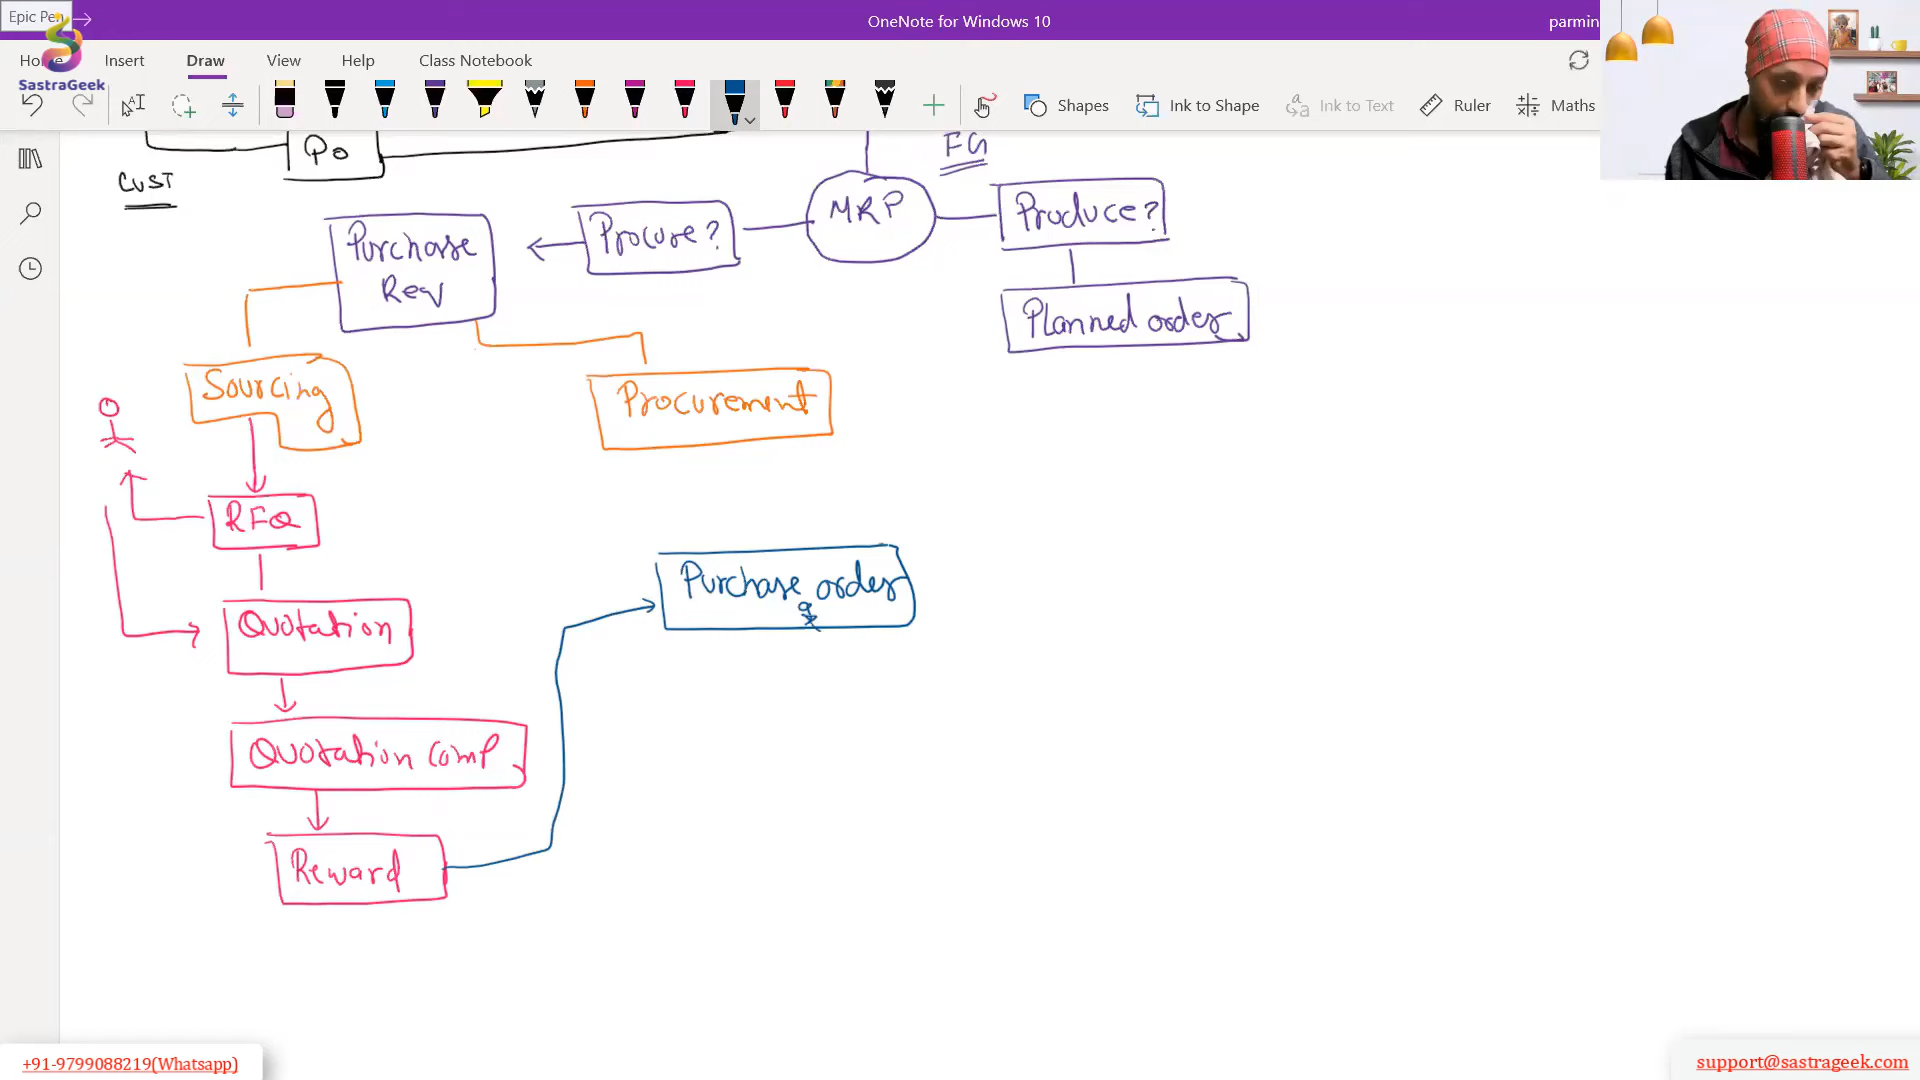 Epic Pen
OneNote for Windows 10
parmin
Home
Insert
Draw
View
Help
Class Notebook
SastraGeek
Shapes
Ink to Shape
Ink to Text
Ruler
Maths
PO
CUST
FG
MRP
Produce?
Procure?
Purchase
Req
Planned order
Sourcing
Procurement
RFQ
Purchase order
Quotation
Quotation comp
Reward
+91-9799088219(Whatsapp)
support@sastrageek.com